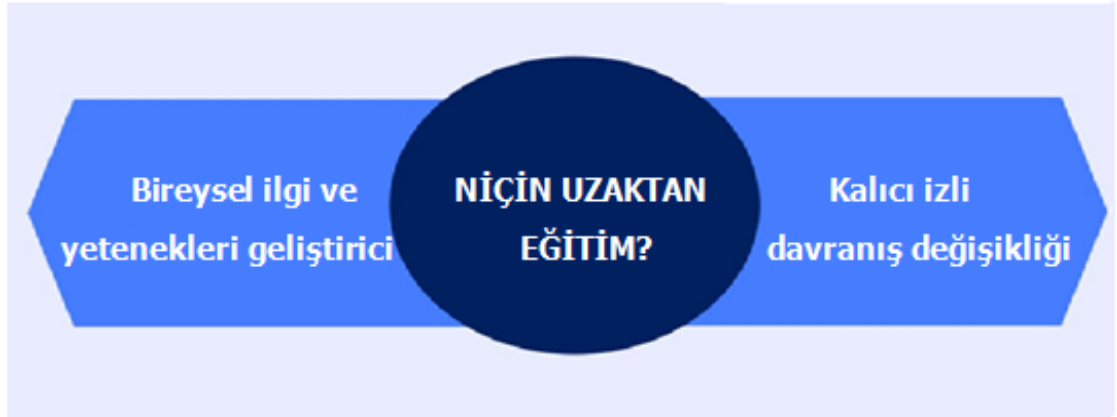 Bireysel ilgi ve
yetenekleri geliştirici
NİÇİN UZAKTAN
EĞİTİM?
Kalıcı izli
davranış değişikliği